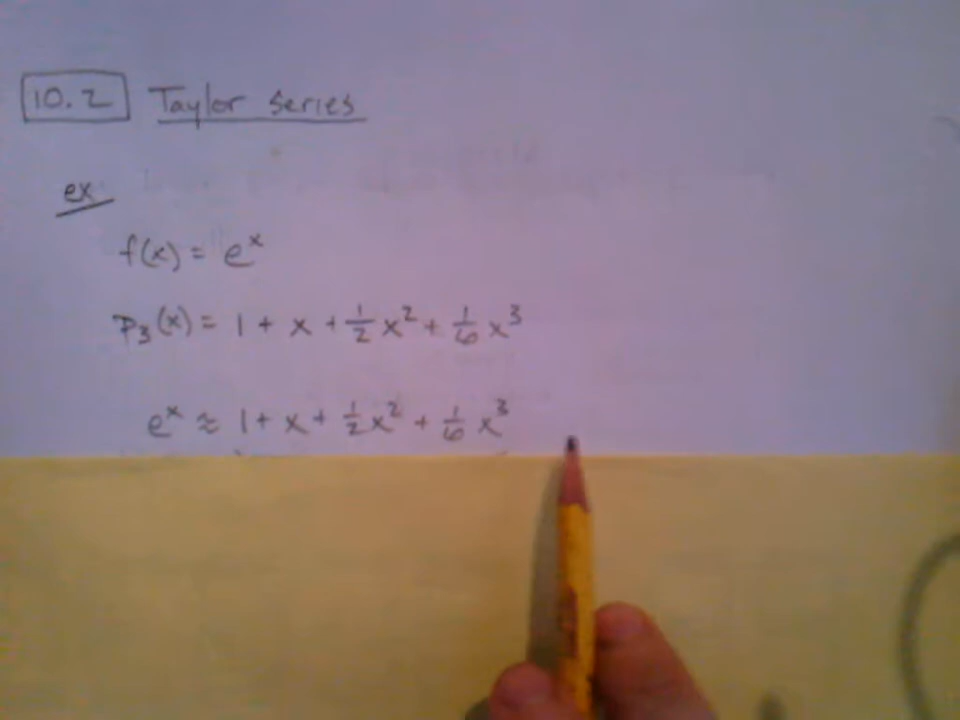 10.2 Taylor series
ex
f(x) = e^x
P_3(x) = 1 + x + 1/2 x^2 + 1/6 x^3
e^x ≈ 1 + x + 1/2 x^2 + 1/6 x^3